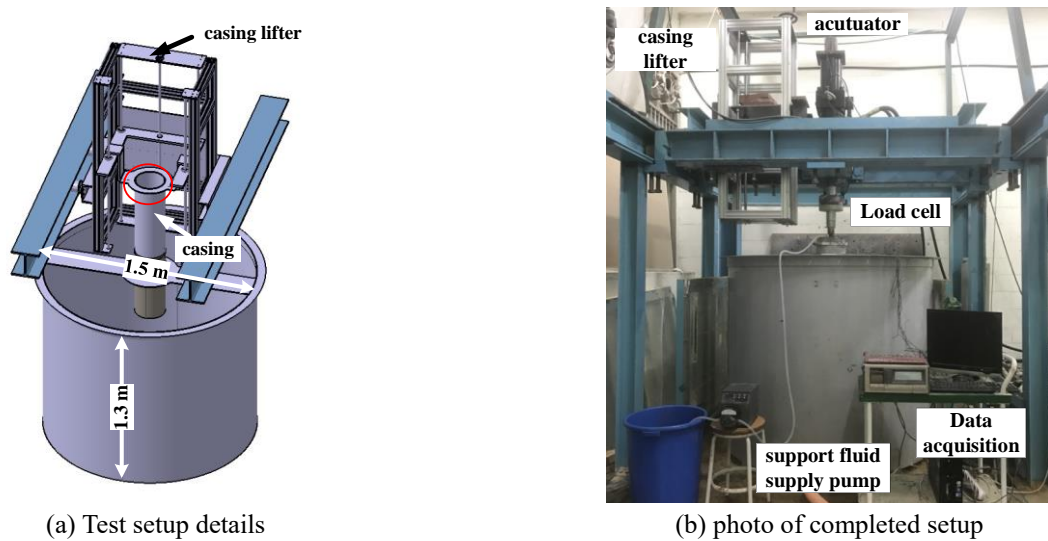 casing lifter
casing
1.5 m
1.3 m
(a) Test setup details
acutuator
casing
lifter
Load cell
Data
acquisition
support fluid
supply pump
(b) photo of completed setup